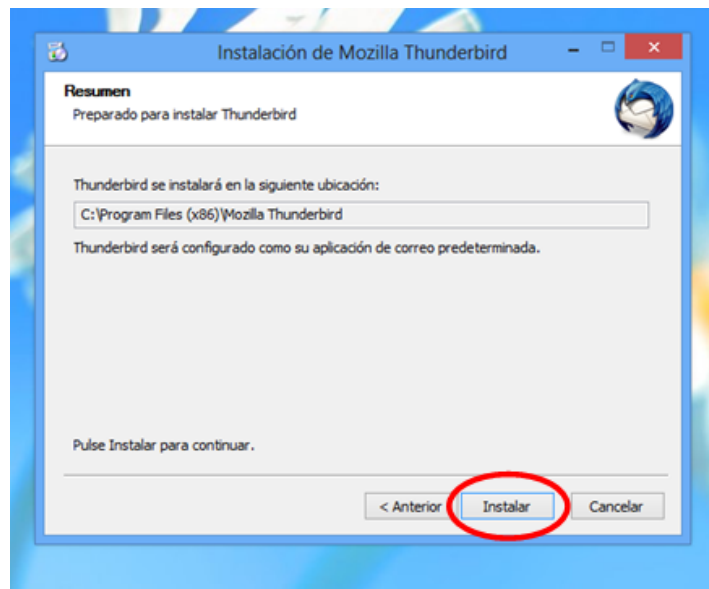 Instalación de Mozilla Thunderbird
Resumen
Preparado para instalar Thunderbird
Thunderbird se instalará en la siguiente ubicación:
C:\Program Files (x86)\Mozilla Thunderbird
Thunderbird será configurado como su aplicación de correo predeterminada.
Pulse Instalar para continuar.
< Anterior Instalar Cancelar